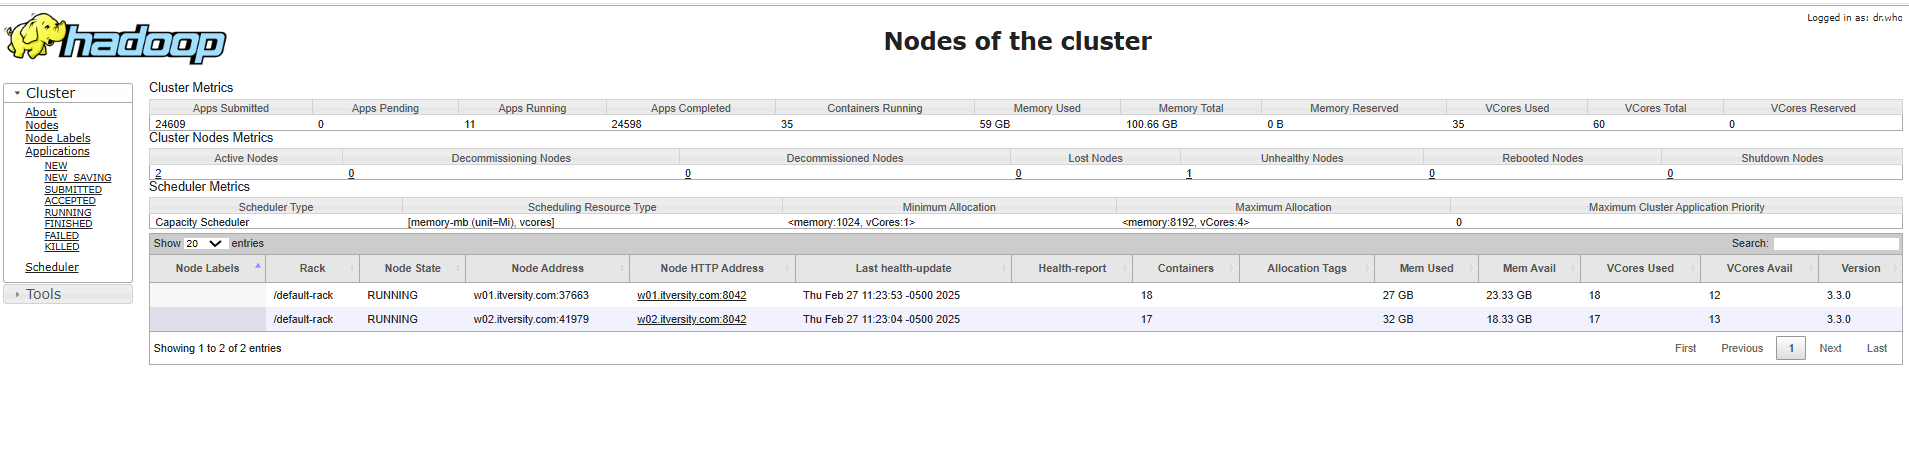 Logged in as: dr.who
hadoop
Nodes of the cluster
Cluster
About
Nodes
Node Labels
Applications
NEW
NEW_SAVING
SUBMITTED
ACCEPTED
RUNNING
FINISHED
FAILED
KILLED
Scheduler
Tools
Cluster Metrics
Apps Submitted Apps Pending Apps Running Apps Completed Containers Running Memory Used Memory Total Memory Reserved VCores Used VCores Total VCores Reserved
24609 0 11 24598 35 59 GB 100.66 GB 0 B 35 60 0
Cluster Nodes Metrics
Active Nodes Decommissioning Nodes Decommissioned Nodes Lost Nodes Unhealthy Nodes Rebooted Nodes Shutdown Nodes
2 0 0 0 1 0 0
Scheduler Metrics
Scheduler Type Scheduling Resource Type Minimum Allocation Maximum Allocation Maximum Cluster Application Priority
Capacity Scheduler [memory-mb (unit=Mi), vcores] <memory:1024, vCores:1> <memory:8192, vCores:4> 0
Show 20 entries Search:
Node Labels Rack Node State Node Address Node HTTP Address Last health-update Health-report Containers Allocation Tags Mem Used Mem Avail VCores Used VCores Avail Version
/default-rack RUNNING w01.itversity.com:37663 w01.itversity.com:8042 Thu Feb 27 11:23:53 -0500 2025 18 27 GB 23.33 GB 18 12 3.3.0
/default-rack RUNNING w02.itversity.com:41979 w02.itversity.com:8042 Thu Feb 27 11:23:04 -0500 2025 17 32 GB 18.33 GB 17 13 3.3.0
Showing 1 to 2 of 2 entries First Previous 1 Next Last